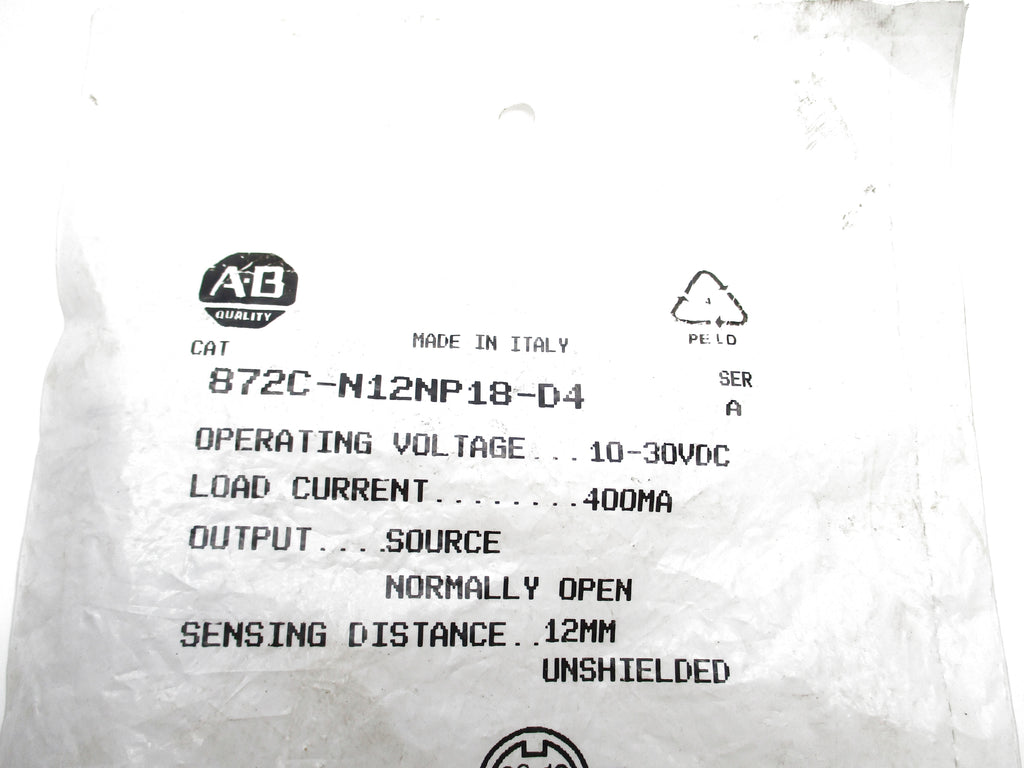 A-B
QUALITY
4
PELD
MADE IN ITALY
CAT
872C-N12NP18-D4
SER
A
OPERATING VOLTAGE...10-30VDC
LOAD CURRENT........400MA
OUTPUT....SOURCE
NORMALLY OPEN
SENSING DISTANCE..12MM
UNSHIELDED